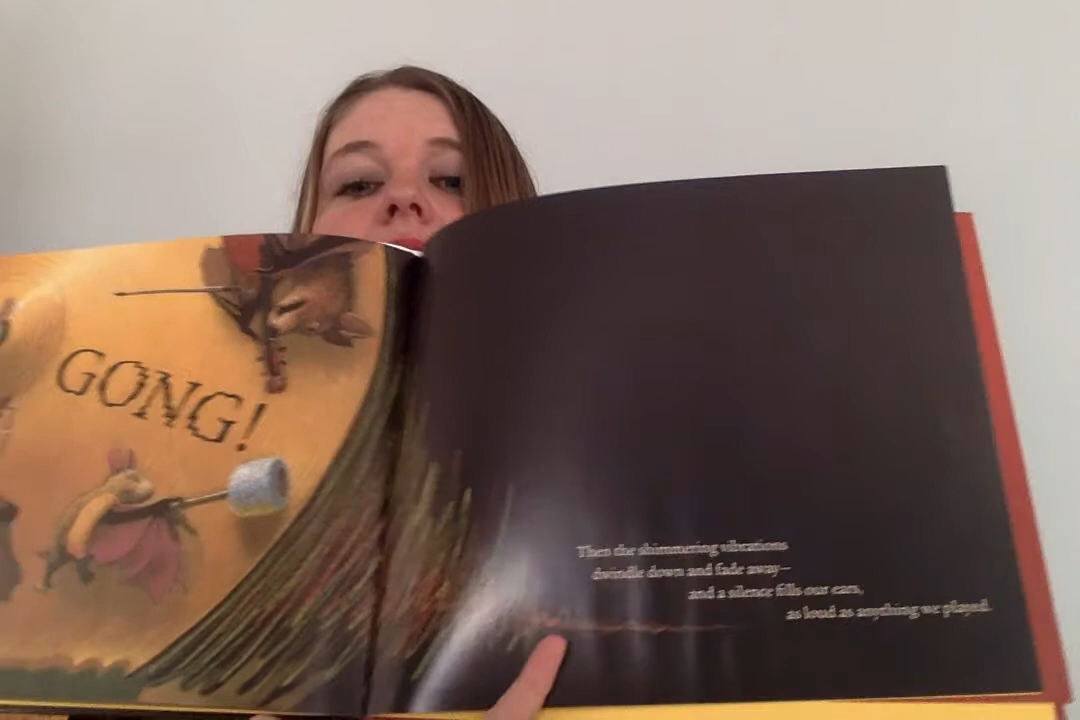 GONG!
Then the shimmering vibrations
dwindle down and fade away—
and a silence fills our ears,
as loud as anything we played.